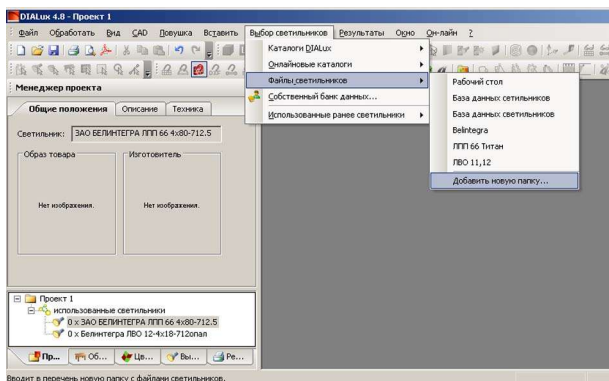 DIALux 4.8 - Проект 1
Файл Обработать Вид CAD Ловушка Вставить Выбор светильников Результаты Окно Он-лайн ?
Каталоги DIALux
Онлайновые каталоги
Файлы светильников
Собственный банк данных...
Использованные ранее светильники
Рабочий стол
База данных сетильников
База данных светильников
Belintegra
ЛПП 66 Титан
ЛВО 11,12
Добавить новую папку...
Менеджер проекта
Общие положения Описание Техника
Светильник: ЗАО БЕЛИНТЕГРА ЛПП 66 4x80-712.5
Образ товара Изготовитель
Нет изображения. Нет изображения.
Проект 1
использованные светильники
0 x ЗАО БЕЛИНТЕГРА ЛПП 66 4x80-712.5
0 x Белинтегра ЛВО 12-4x18-712опал
Пр... Об... Цв... Вы... Ре...
Вводит в перечень новую папку с файлами светильников.